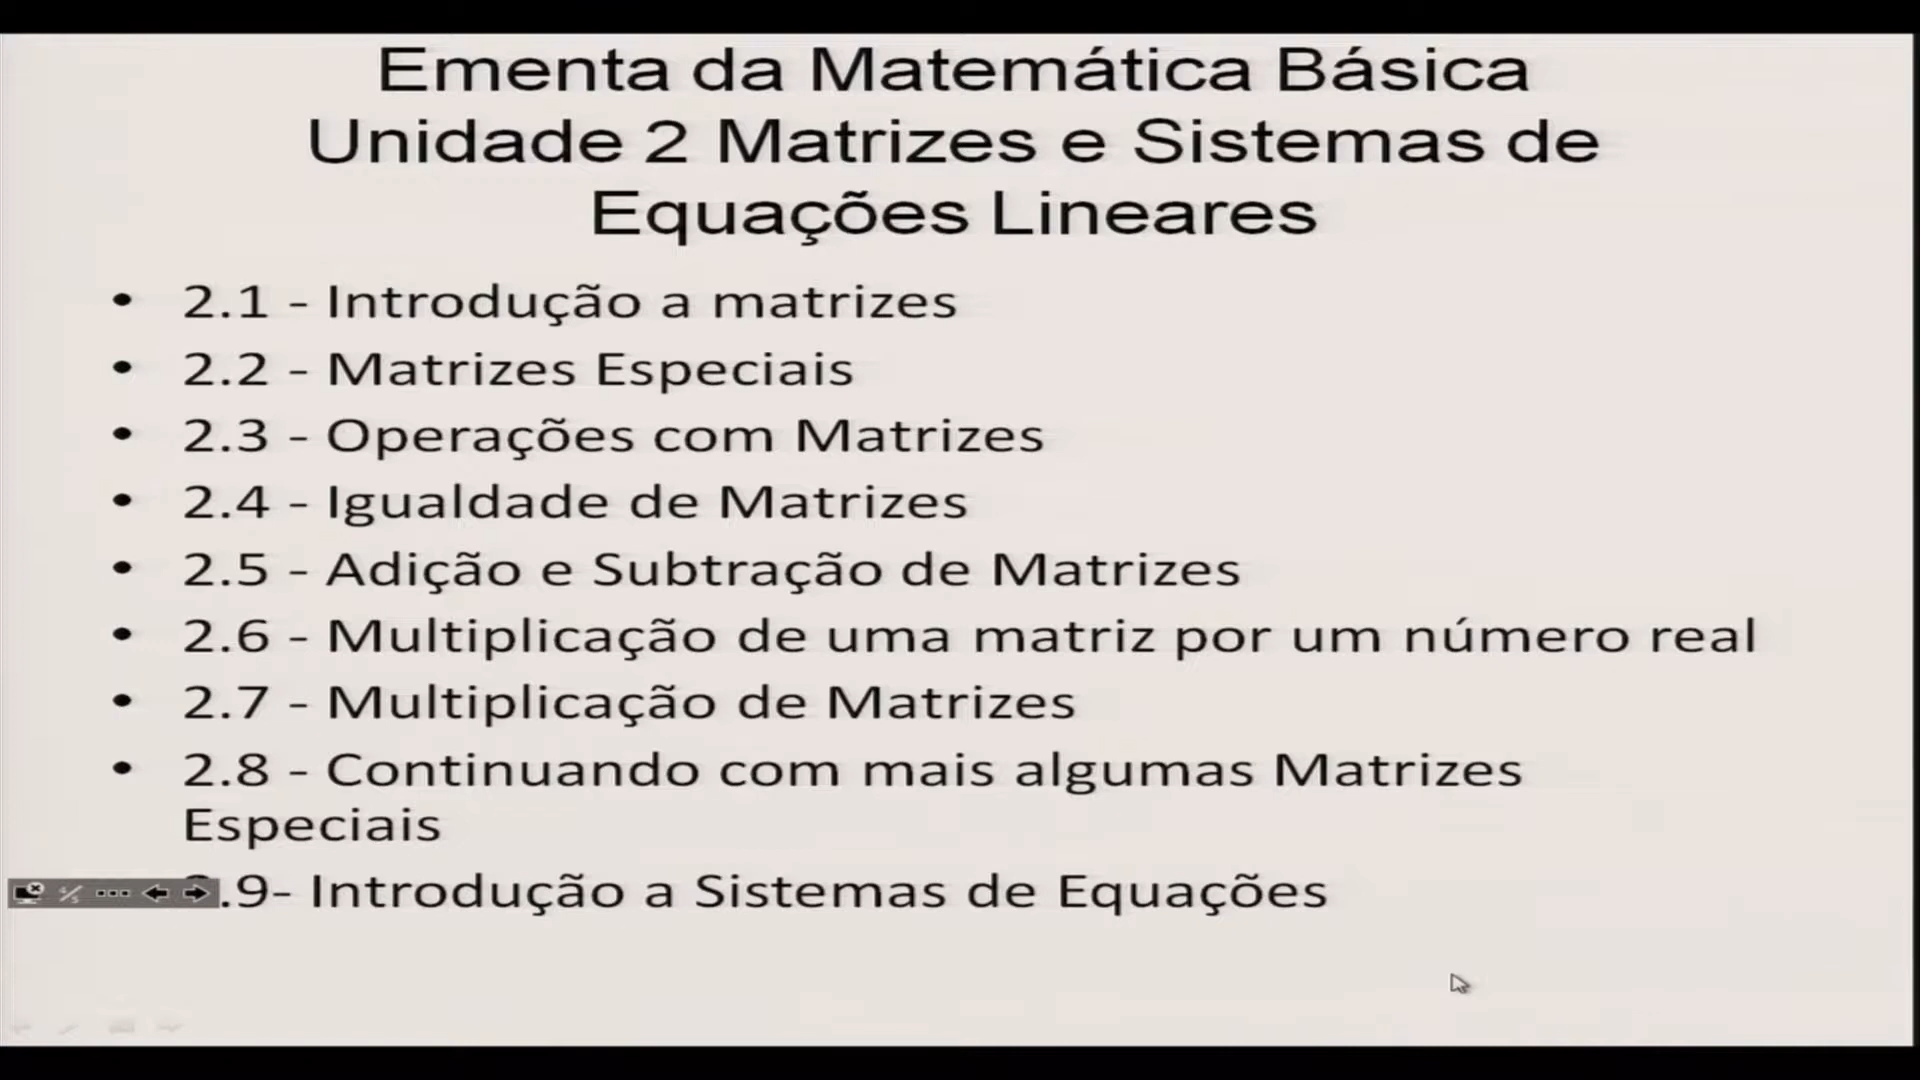 Ementa da Matemática Básica
Unidade 2 Matrizes e Sistemas de
Equações Lineares
• 2.1 - Introdução a matrizes
• 2.2 - Matrizes Especiais
• 2.3 - Operações com Matrizes
• 2.4 - Igualdade de Matrizes
• 2.5 - Adição e Subtração de Matrizes
• 2.6 - Multiplicação de uma matriz por um número real
• 2.7 - Multiplicação de Matrizes
• 2.8 - Continuando com mais algumas Matrizes
Especiais
.9- Introdução a Sistemas de Equações